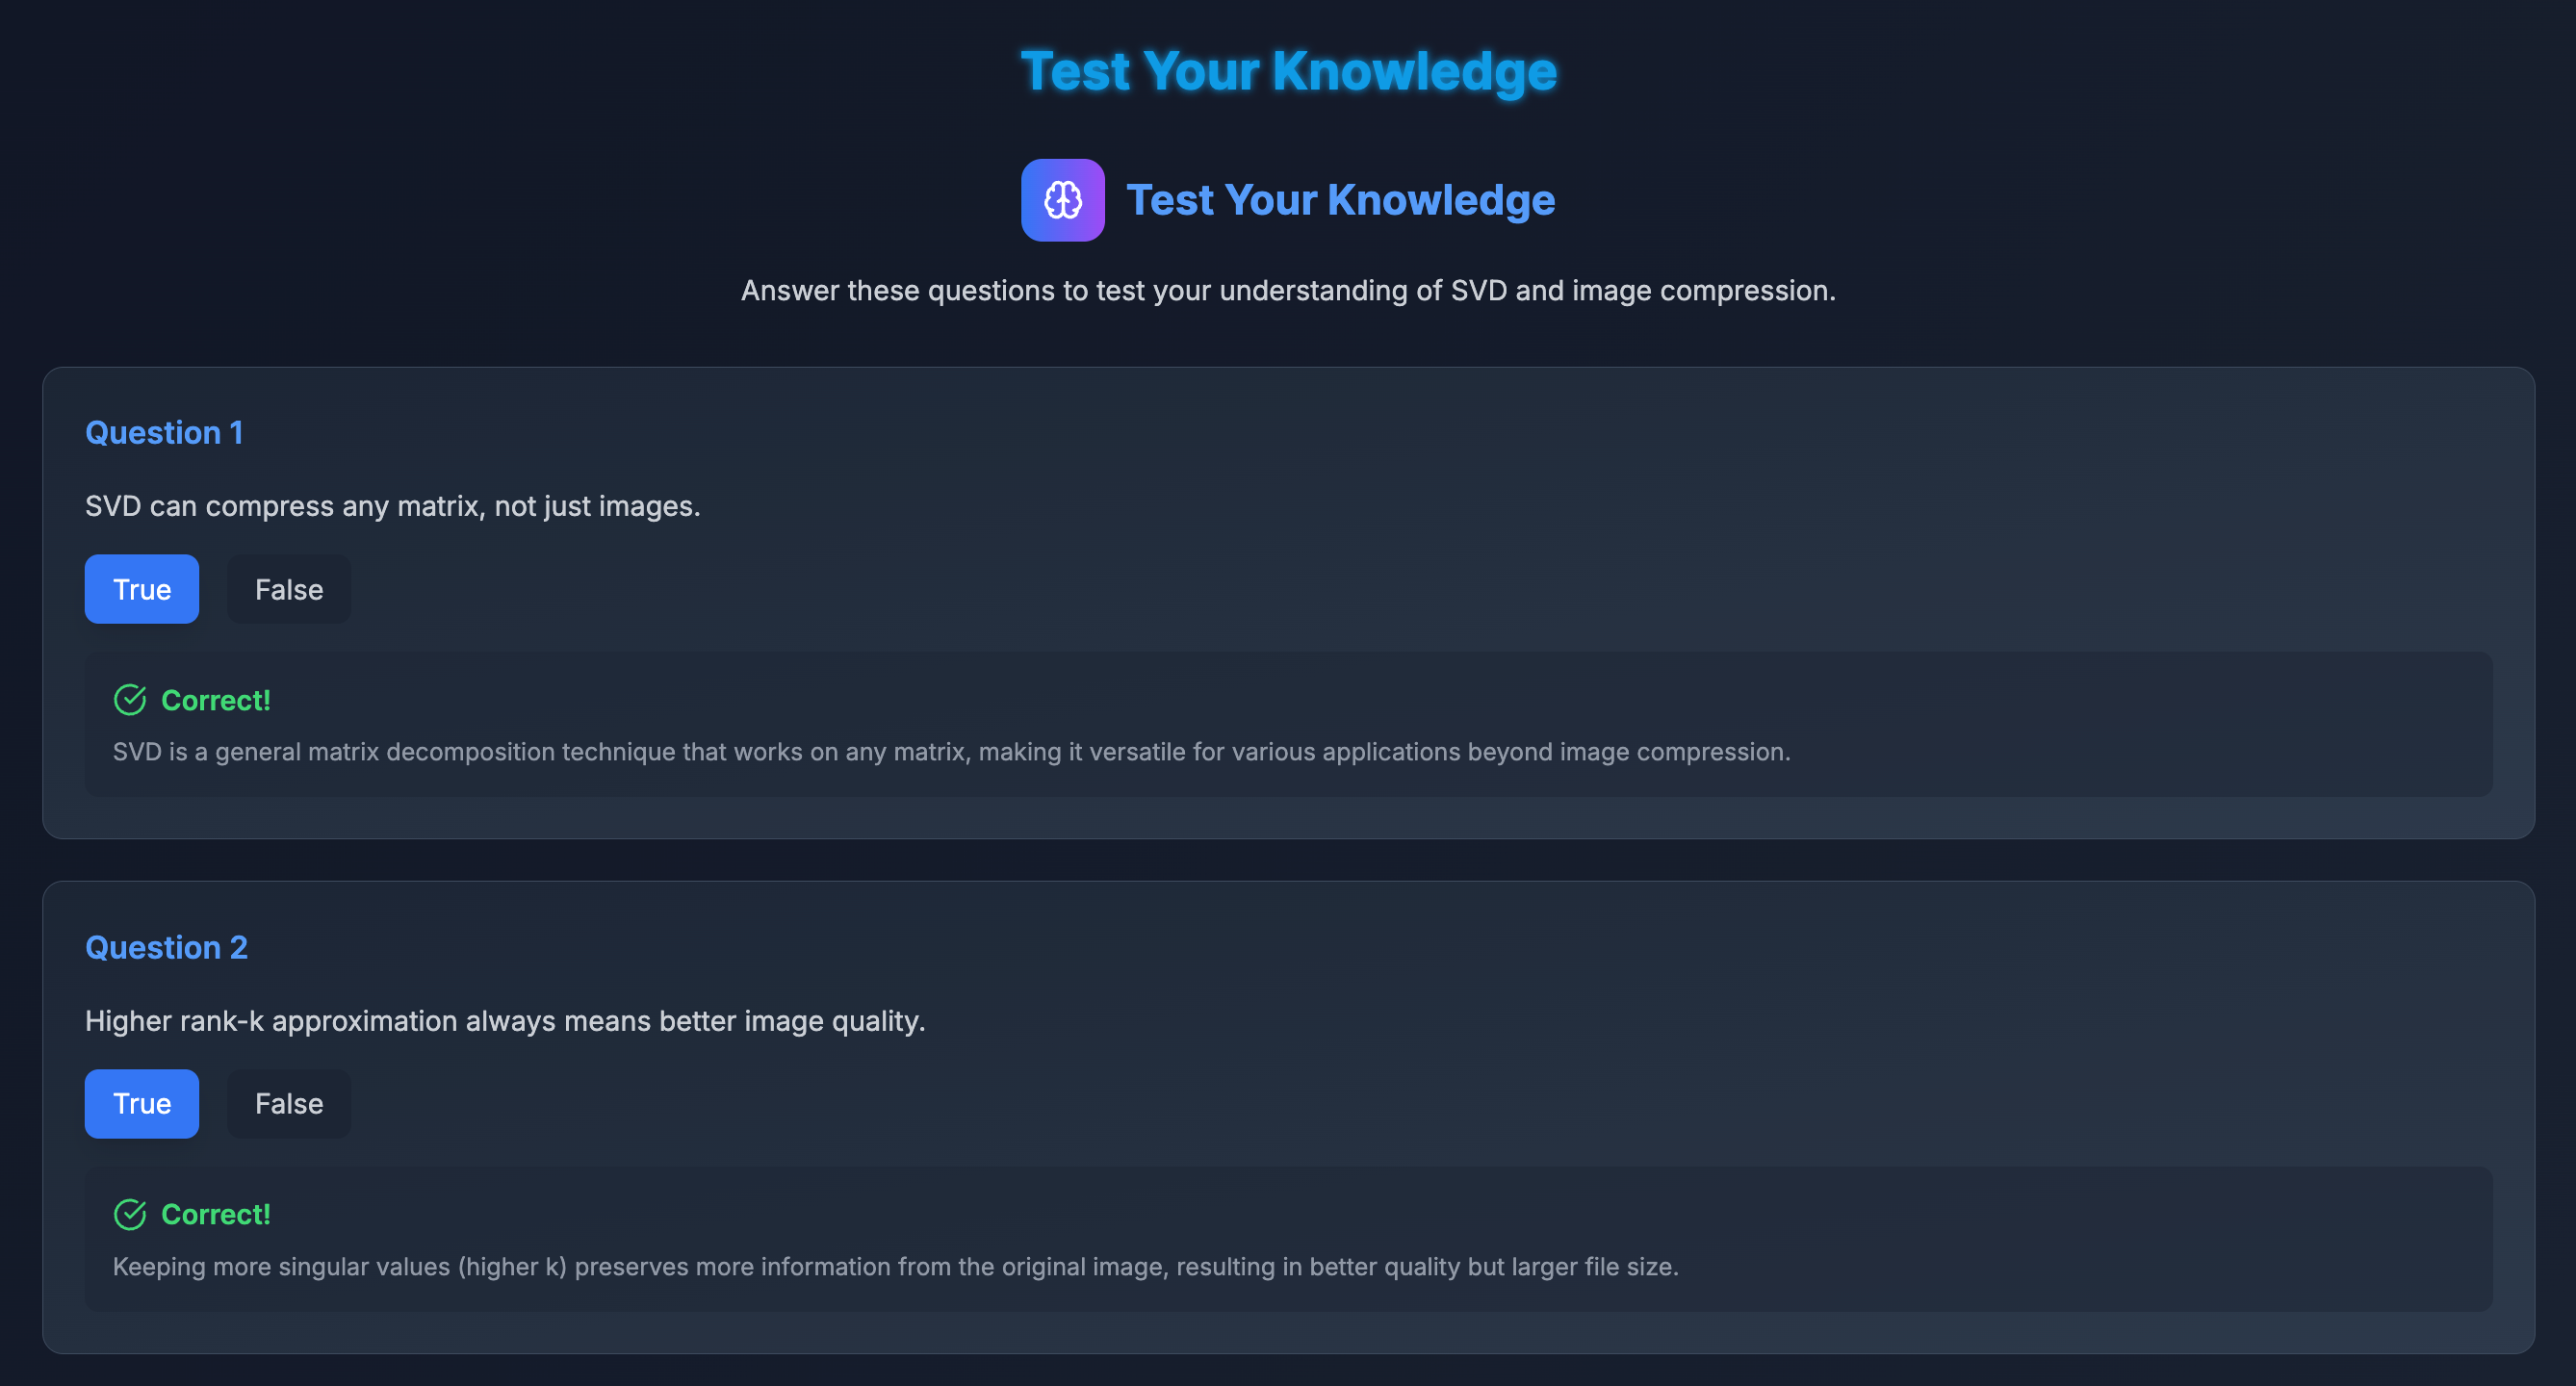 Test Your Knowledge
Test Your Knowledge
Answer these questions to test your understanding of SVD and image compression.
Question 1
SVD can compress any matrix, not just images.
True False
Correct!
SVD is a general matrix decomposition technique that works on any matrix, making it versatile for various applications beyond image compression.
Question 2
Higher rank-k approximation always means better image quality.
True False
Correct!
Keeping more singular values (higher k) preserves more information from the original image, resulting in better quality but larger file size.